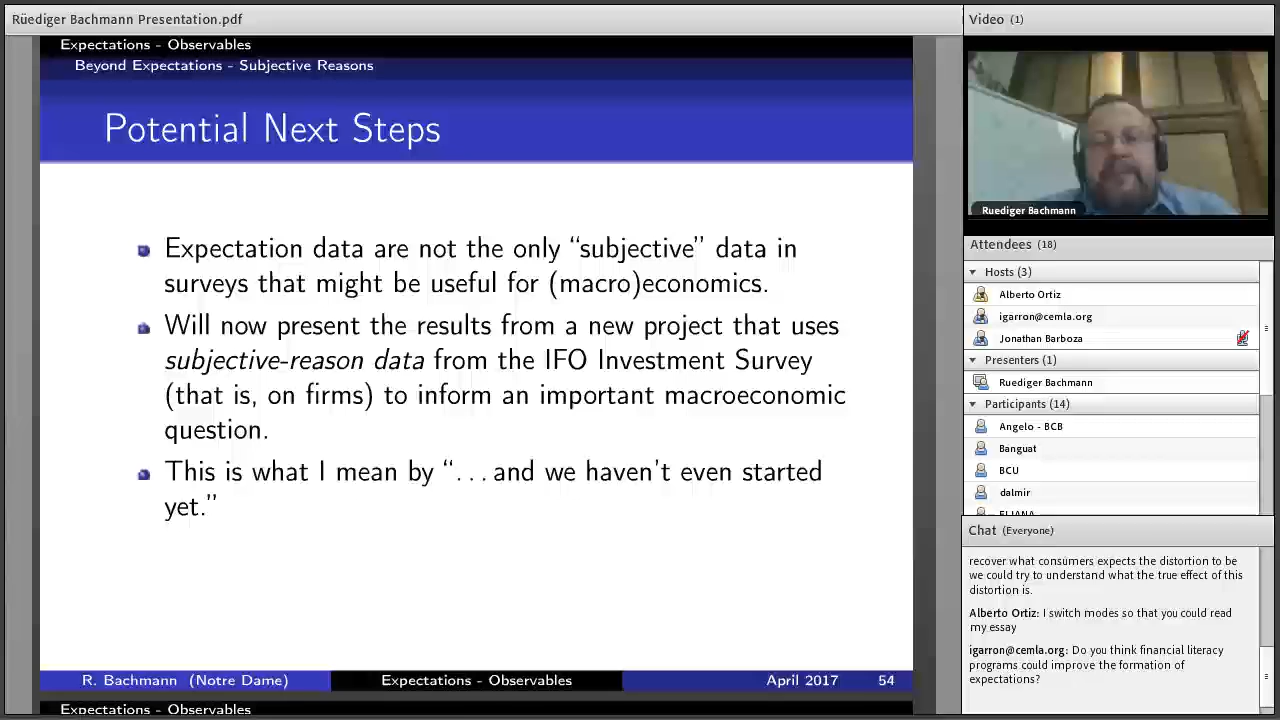 Rüediger Bachmann Presentation.pdf
Expectations - Observables
Beyond Expectations - Subjective Reasons
Potential Next Steps
Expectation data are not the only “subjective” data in
surveys that might be useful for (macro)economics.
Will now present the results from a new project that uses
subjective-reason data from the IFO Investment Survey
(that is, on firms) to inform an important macroeconomic
question.
This is what I mean by “...and we haven't even started
yet.”
R. Bachmann (Notre Dame)
Expectations - Observables
April 2017
54
Expectations - Observables
Video (1)
Ruediger Bachmann
Attendees (18)
Hosts (3)
Alberto Ortiz
igarron@cemla.org
Jonathan Barboza
Presenters (1)
Ruediger Bachmann
Participants (14)
Angelo - BCB
Banguat
BCU
dalmir
ELIANA
Chat (Everyone)
recover what consumers expects the distortion to be
we could try to understand what the true effect of this
distortion is.
Alberto Ortiz: I switch modes so that you could read
my essay
igarron@cemla.org: Do you think financial literacy
programs could improve the formation of
expectations?